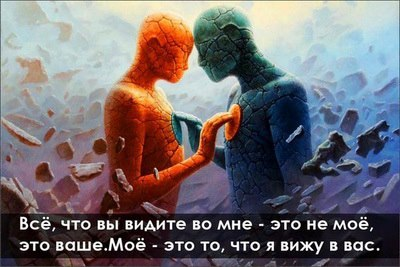 Всё, что вы видите во мне - это не моё,
это ваше.Моё - это то, что я вижу в вас.